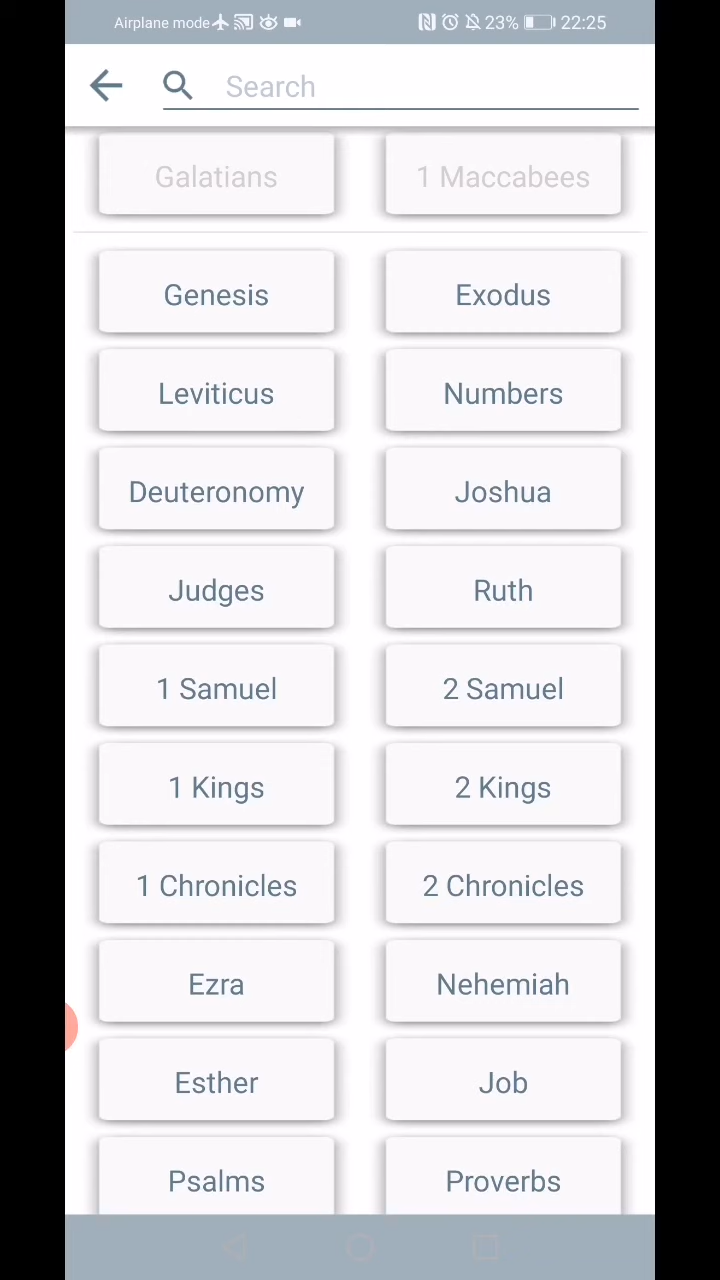 Airplane mode 23% 22:25
Search
Galatians 1 Maccabees
Genesis Exodus
Leviticus Numbers
Deuteronomy Joshua
Judges Ruth
1 Samuel 2 Samuel
1 Kings 2 Kings
1 Chronicles 2 Chronicles
Ezra Nehemiah
Esther Job
Psalms Proverbs